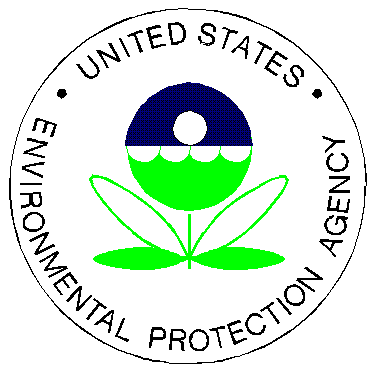 UNITED STATES
ENVIRONMENTAL PROTECTION AGENCY